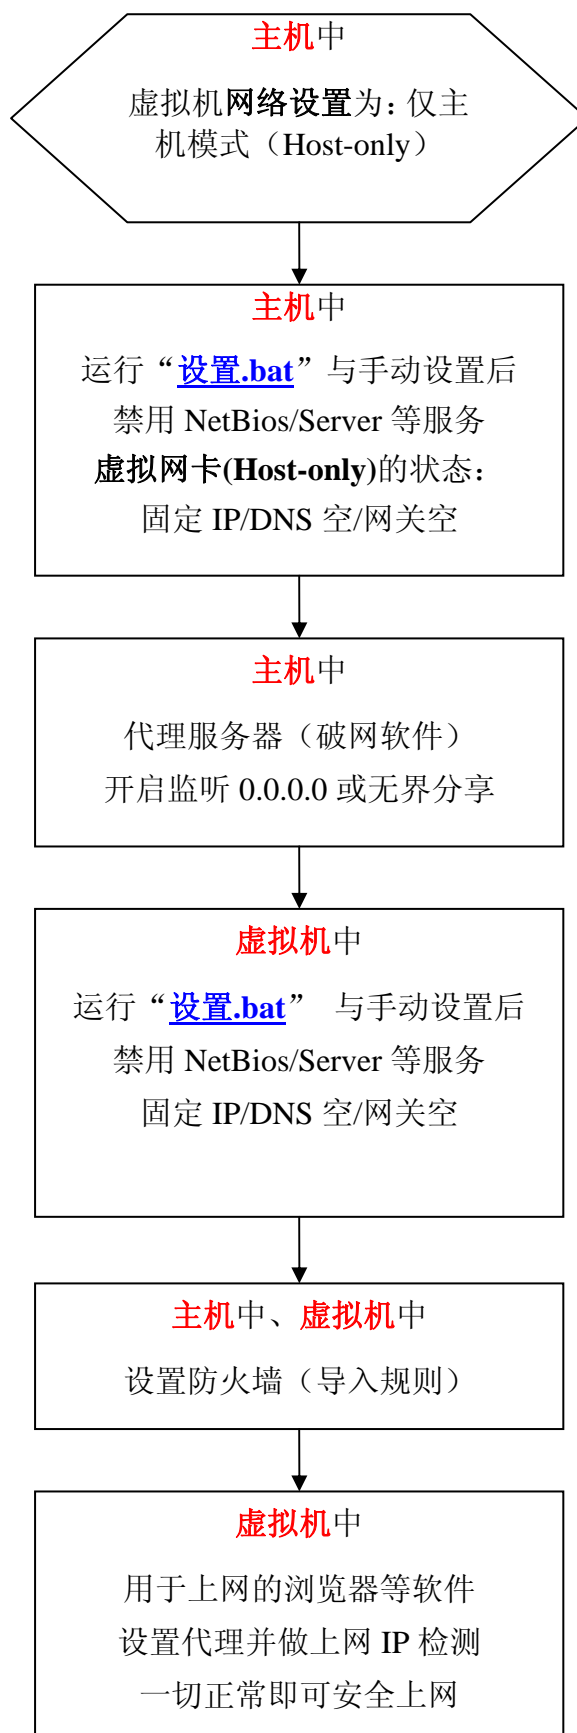 主机中
虚拟机网络设置为：仅主
机模式（Host-only）
主机中
运行“设置.bat”与手动设置后
禁用 NetBios/Server 等服务
虚拟网卡(Host-only)的状态：
固定 IP/DNS 空/网关空
主机中
代理服务器（破网软件）
开启监听 0.0.0.0 或无界分享
虚拟机中
运行“设置.bat” 与手动设置后
禁用 NetBios/Server 等服务
固定 IP/DNS 空/网关空
主机中、虚拟机中
设置防火墙（导入规则）
虚拟机中
用于上网的浏览器等软件
设置代理并做上网 IP 检测
一切正常即可安全上网